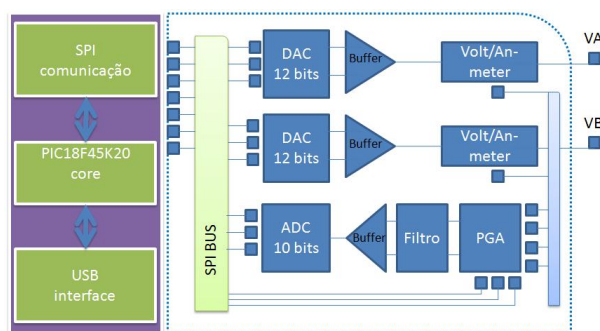 SPI
comunicação
PIC18F45K20
core
USB
interface
SPI BUS
DAC
12 bits
Buffer
Volt/An-
meter
VA
DAC
12 bits
Buffer
Volt/An-
meter
VB
ADC
10 bits
Buffer
Filtro
PGA